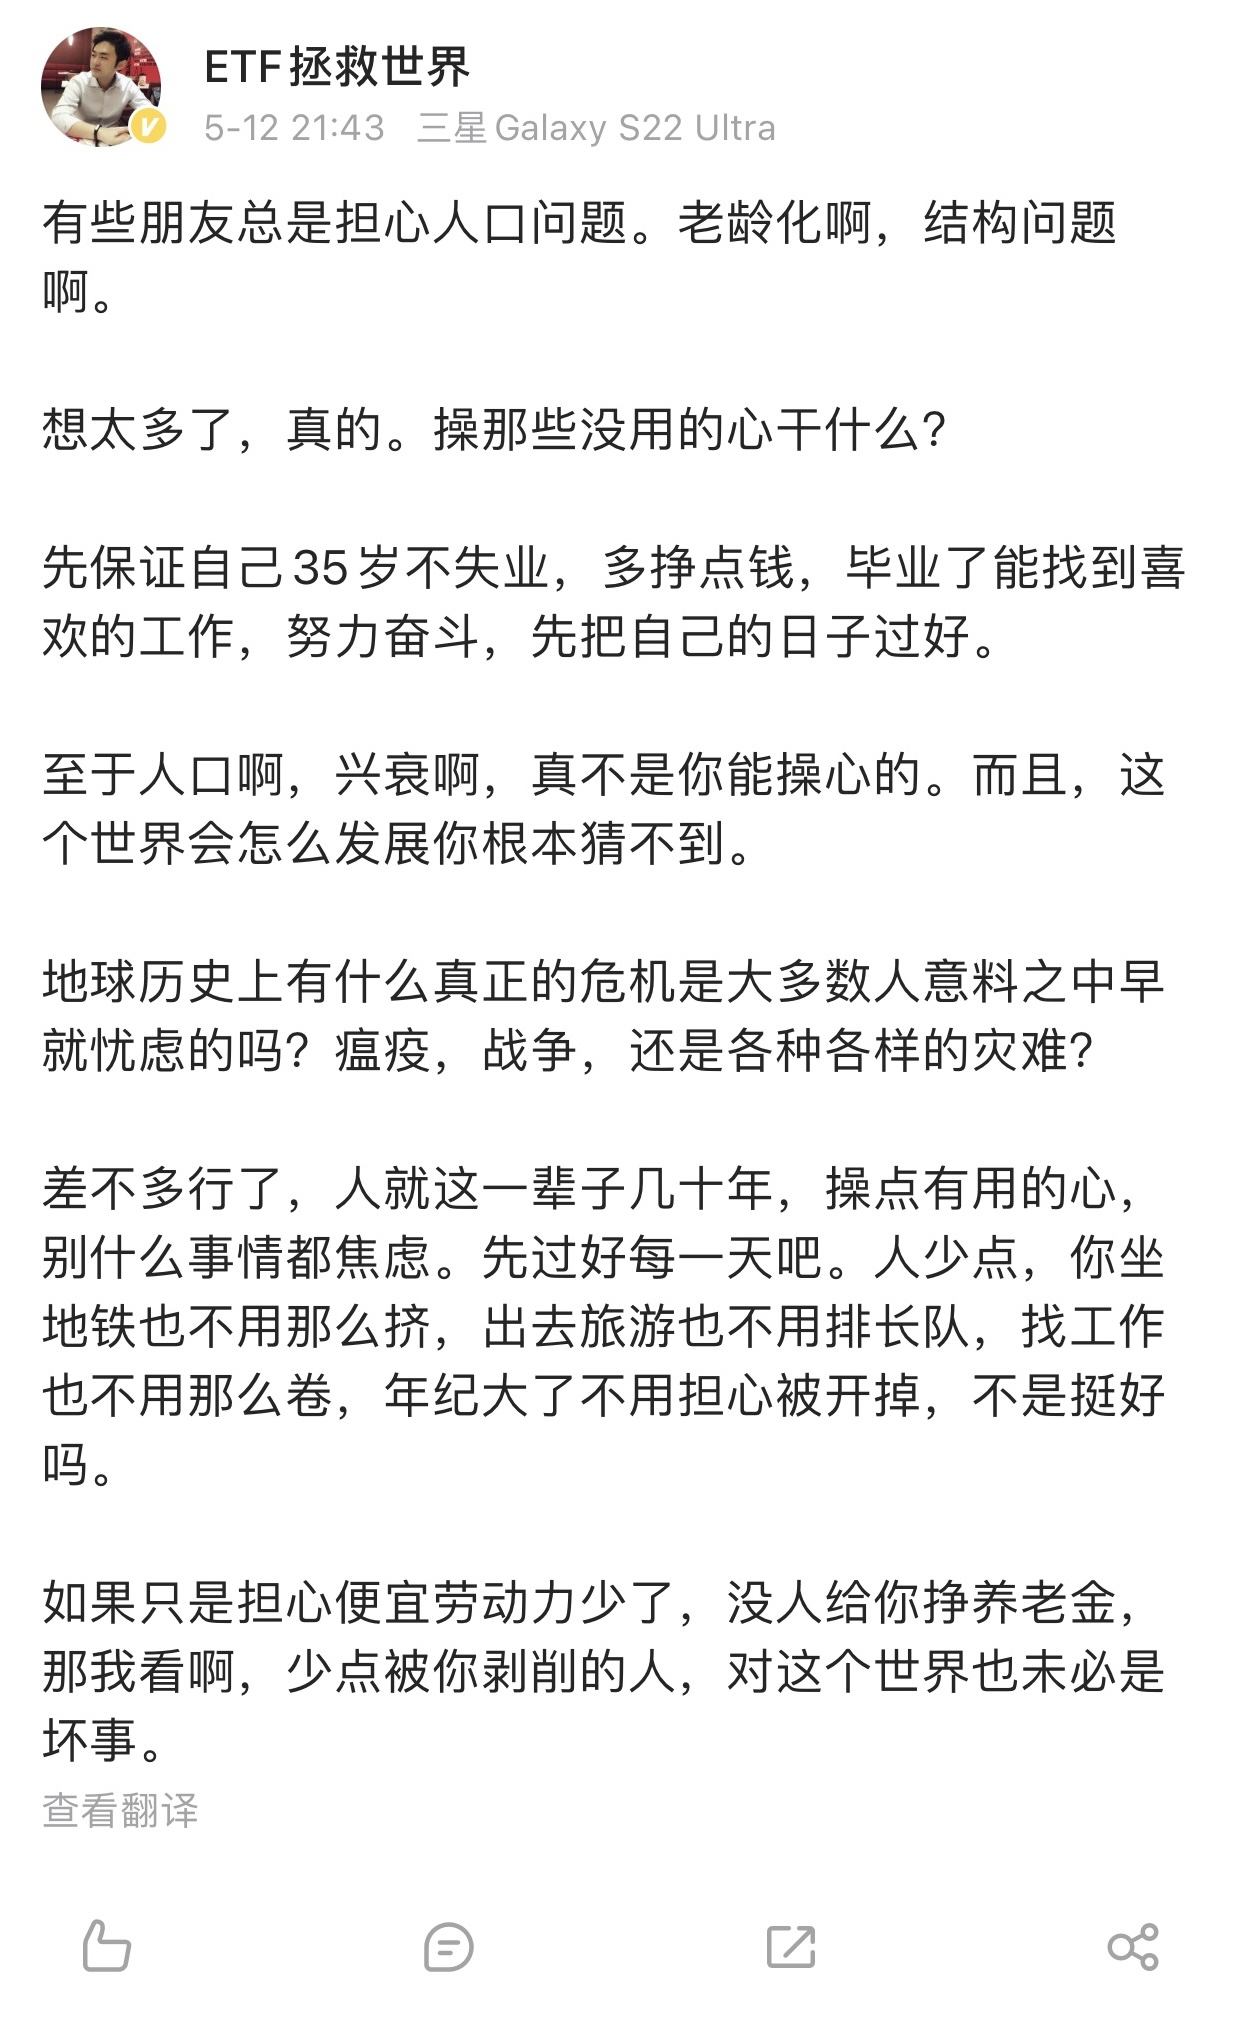 ETF拯救世界
5-12 21:43 三星Galaxy S22 Ultra
有些朋友总是担心人口问题。老龄化啊，结构问题
啊。
想太多了，真的。操那些没用的心干什么？
先保证自己35岁不失业，多挣点钱，毕业了能找到喜
欢的工作，努力奋斗，先把自己的日子过好。
至于人口啊，兴衰啊，真不是你能操心的。而且，这
个世界会怎么发展你根本猜不到。
地球历史上有什么真正的危机是大多数人意料之中早
就忧虑的吗？瘟疫，战争，还是各种各样的灾难？
差不多行了，人就这一辈子几十年，操点有用的心，
别什么事情都焦虑。先过好每一天吧。人少点，你坐
地铁也不用那么挤，出去旅游也不用排长队，找工作
也不用那么卷，年纪大了不用担心被开掉，不是挺好
吗。
如果只是担心便宜劳动力少了，没人给你挣养老金，
那我看啊，少点被你剥削的人，对这个世界也未必是
坏事。
查看翻译